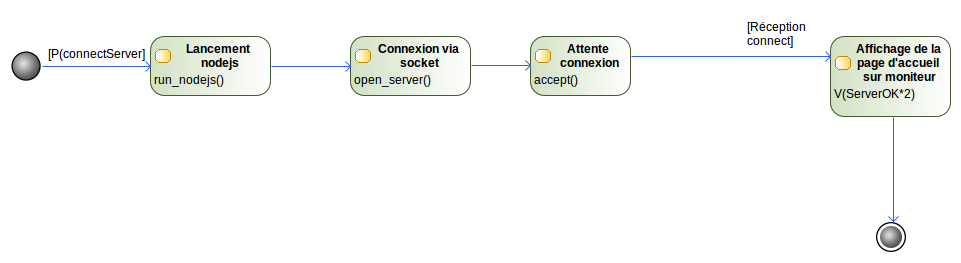 [P(connectServer]
Lancement
nodejs
run_nodejs()
Connexion via
socket
open_server()
Attente
connexion
accept()
[Réception
connect]
Affichage de la
page d'accueil
sur moniteur
V(ServerOK*2)